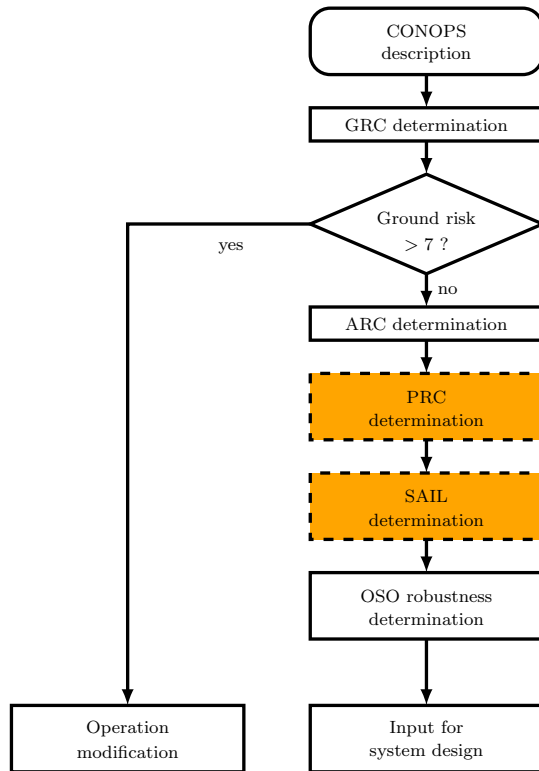 CONOPS
description
GRC determination
Ground risk
> 7 ?
yes
no
ARC determination
PRC
determination
SAIL
determination
OSO robustness
determination
Operation
modification
Input for
system design